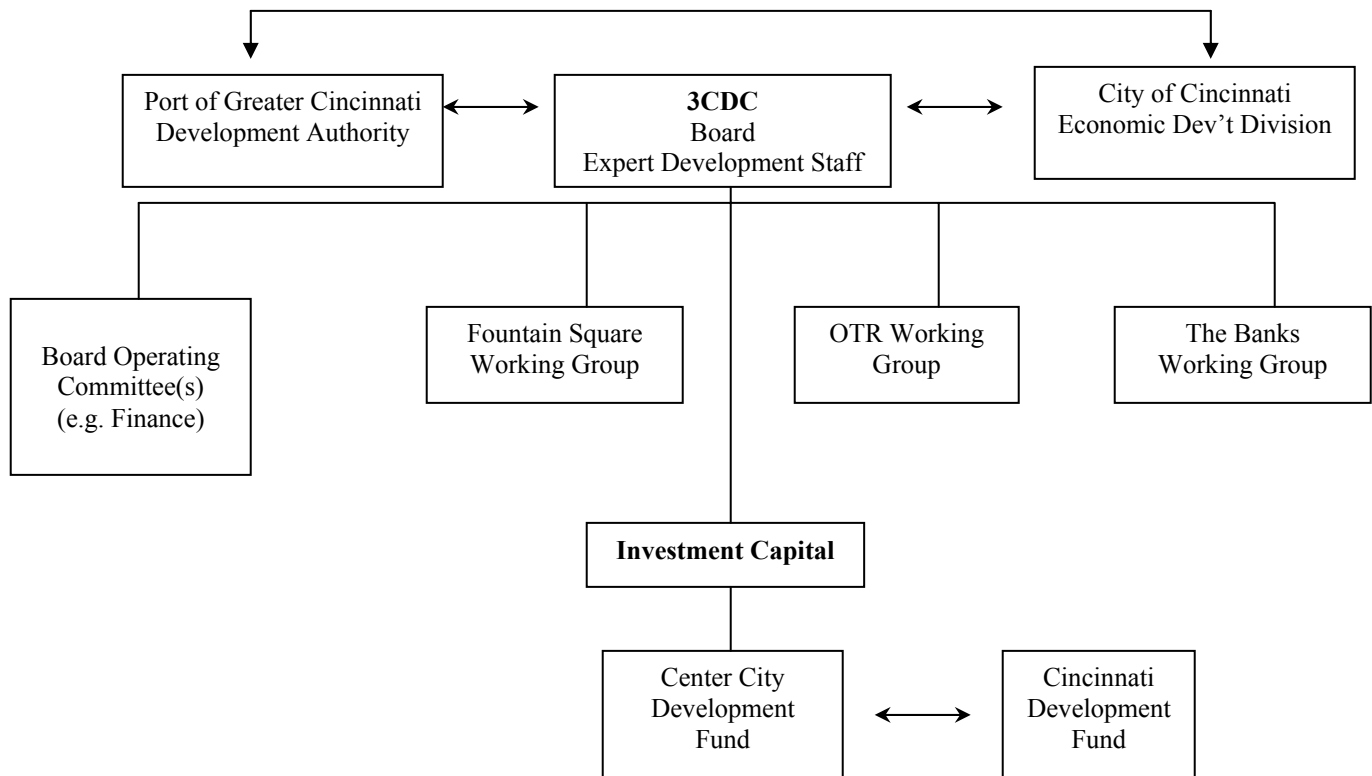 Port of Greater Cincinnati
Development Authority
3CDC
Board
Expert Development Staff
City of Cincinnati
Economic Dev’t Division
Board Operating
Committee(s)
(e.g. Finance)
Fountain Square
Working Group
OTR Working
Group
The Banks
Working Group
Investment Capital
Center City
Development
Fund
Cincinnati
Development
Fund